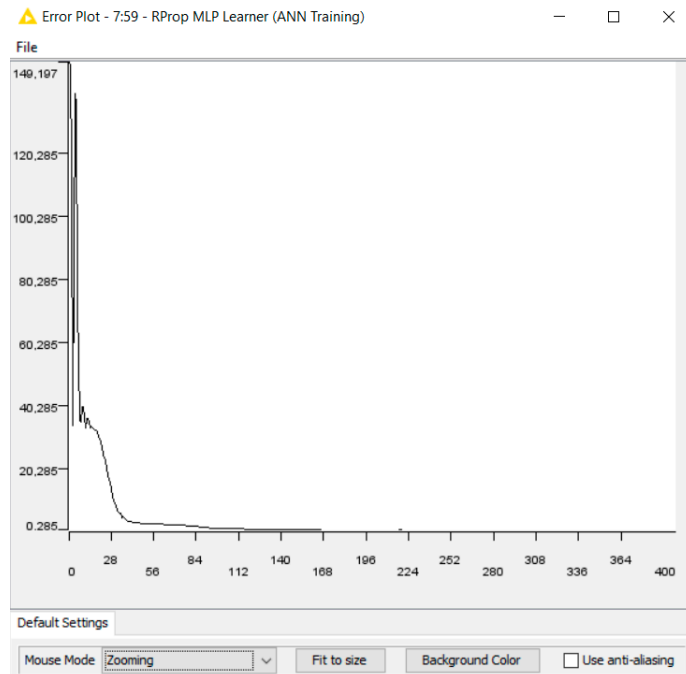 Error Plot - 7:59 - RProp MLP Learner (ANN Training)
File
149,197
120,285
100,285
80,285
60,285
40,285
20,285
0.285
0 28 56 84 112 140 168 196 224 252 280 308 336 364 400
Default Settings
Mouse Mode Zooming Fit to size Background Color Use anti-aliasing